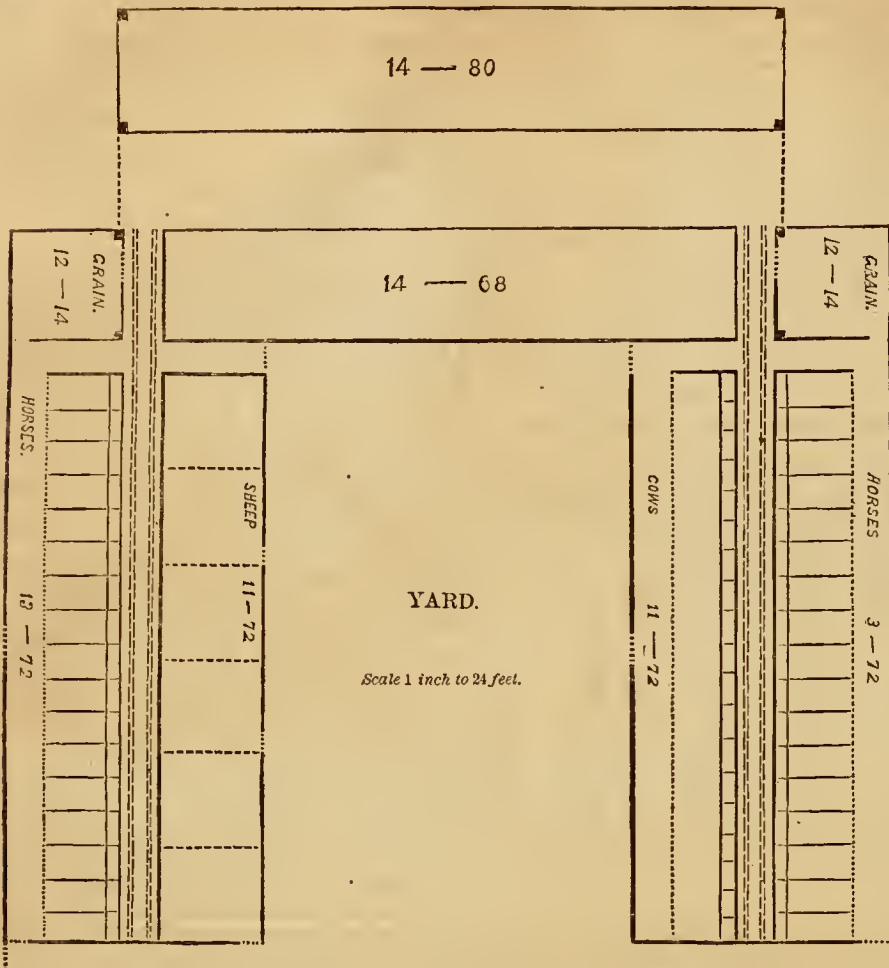 14 — 80
GRAIN.
12 — 14
14 — 68
GRAIN.
12 — 14
HORSES.
— 72
SHEEP
11 — 72
YARD.
Scale 1 inch to 24 feet.
COWS
11 — 72
HORSES
3 — 72